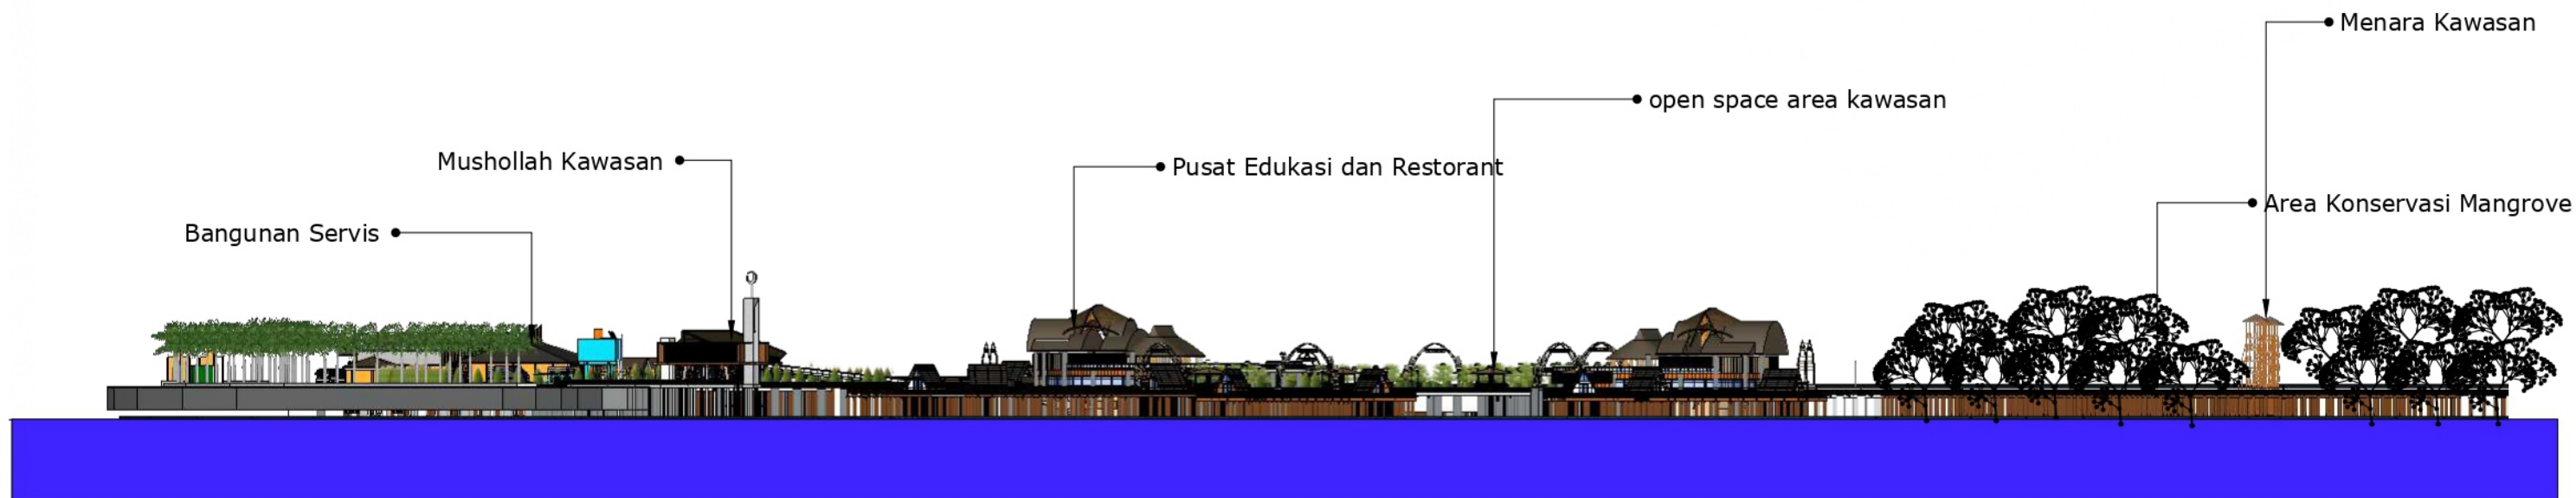 Menara Kawasan
open space area kawasan
Mushollah Kawasan
Pusat Edukasi dan Restorant
Area Konservasi Mangrove
Bangunan Servis